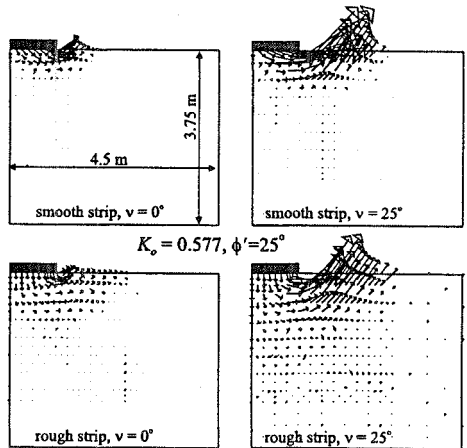 3.75 m
4.5 m
smooth strip, ν = 0°
smooth strip, ν = 25°
Kₒ = 0.577, ϕ′=25°
rough strip, ν = 0°
rough strip, ν = 25°